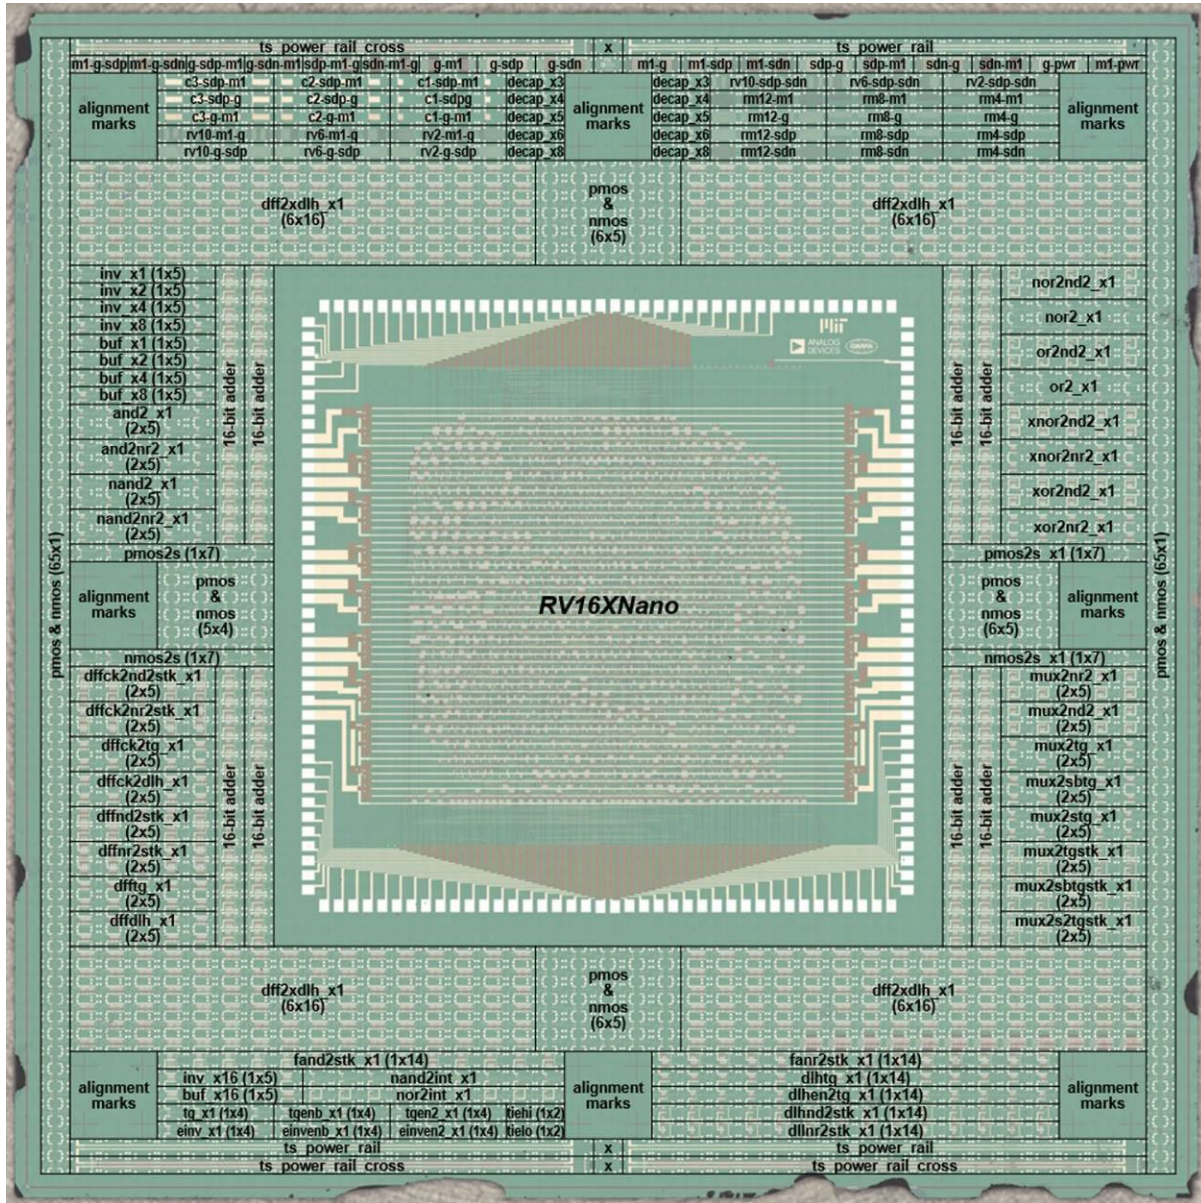 ts_power_rail_cross x ts_power_rail
m1-g-sdp m1-g-sdn g-sdp-m1 g-sdn-m1 sdp-m1-g sdn-m1-g g-m1 g-sdp g-sdn m1-g m1-sdp m1-sdn sdp-g sdp-m1 sdn-g sdn-m1 g-pwr m1-pwr
alignment marks
c3-sdp-m1 c2-sdp-m1 c1-sdp-m1 decap_x3
c3-sdp-g c2-sdp-g c1-sdpg decap_x4
c3-g-m1 c2-g-m1 c1-g-m1 decap_x5
rv10-m1-g rv6-m1-g rv2-m1-g decap_x6
rv10-g-sdp rv6-g-sdp rv2-g-sdp decap_x8
alignment marks
decap_x3 rv10-sdp-sdn rv6-sdp-sdn rv2-sdp-sdn
decap_x4 rm12-m1 rm8-m1 rm4-m1
decap_x5 rm12-g rm8-g rm4-g
decap_x6 rm12-sdp rm8-sdp rm4-sdp
decap_x8 rm12-sdn rm8-sdn rm4-sdn
alignment marks
dff2xdlh_x1
(6x16)
pmos
&
nmos
(6x5)
dff2xdlh_x1
(6x16)
inv_x1 (1x5)
inv_x2 (1x5)
inv_x4 (1x5)
inv_x8 (1x5)
buf_x1 (1x5)
buf_x2 (1x5)
buf_x4 (1x5)
buf_x8 (1x5)
and2_x1
(2x5)
and2nr2_x1
(2x5)
nand2_x1
(2x5)
nand2nr2_x1
(2x5)
16-bit adder
16-bit adder
MIT
ANALOG
DEVICES
DARPA
16-bit adder
16-bit adder
nor2nd2_x1
nor2_x1
or2nd2_x1
or2_x1
xnor2nd2_x1
xnor2nr2_x1
xor2nd2_x1
xor2nr2_x1
pmos & nmos (65x1)
pmos2s (1x7)
alignment
marks
pmos
&
nmos
(5x4)
nmos2s (1x7)
RV16XNano
pmos2s_x1 (1x7)
pmos
&
nmos
(6x5)
alignment
marks
nmos2s_x1 (1x7)
pmos & nmos (65x1)
dffck2nd2stk_x1
(2x5)
dffck2nr2stk_x1
(2x5)
dffck2tg_x1
(2x5)
dffck2dlh_x1
(2x5)
dffnd2stk_x1
(2x5)
dffnr2stk_x1
(2x5)
dfftg_x1
(2x5)
dffdlh_x1
(2x5)
16-bit adder
16-bit adder
16-bit adder
16-bit adder
mux2nr2_x1
(2x5)
mux2nd2_x1
(2x5)
mux2tg_x1
(2x5)
mux2sbtg_x1
(2x5)
mux2stg_x1
(2x5)
mux2tgstk_x1
(2x5)
mux2sbtgstk_x1
(2x5)
mux2s2tgstk_x1
(2x5)
dff2xdlh_x1
(6x16)
pmos
&
nmos
(6x5)
dff2xdlh_x1
(6x16)
alignment
marks
fand2stk_x1 (1x14)
inv_x16 (1x5) nand2int_x1
buf_x16 (1x5) nor2int_x1
tg_x1 (1x4) tgenb_x1 (1x4) tgen2_x1 (1x4) tiehi (1x2)
einv_x1 (1x4) einvenb_x1 (1x4) einven2_x1 (1x4) tielo (1x2)
alignment
marks
fanr2stk_x1 (1x14)
dlhtg_x1 (1x14)
dlhen2tg_x1 (1x14)
dlhnd2stk_x1 (1x14)
dllnr2stk_x1 (1x14)
alignment
marks
ts_power_rail x ts_power_rail
ts_power_rail_cross x ts_power_rail_cross